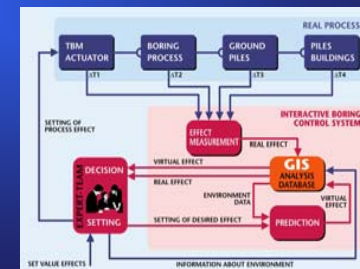 REAL PROCESS
TBM
ACTUATOR
BORING
PROCESS
GROUND
PILES
PILES
BUILDINGS
ΔT1
ΔT2
ΔT3
ΔT4
SETTING OF
PROCESS EFFECT
EFFECT
MEASUREMENT
INTERACTIVE BORING
CONTROL SYSTEM
REAL EFFECT
VIRTUAL EFFECT
REAL EFFECT
GIS
ANALYSIS
DATABASE
EXPERT-TEAM
DECISION
SETTING
ENVIRONMENT
DATA
VIRTUAL
EFFECT
SETTING OF DESIRED EFFECT
PREDICTION
SET VALUE EFFECTS
INFORMATION ABOUT ENVIRONMENT